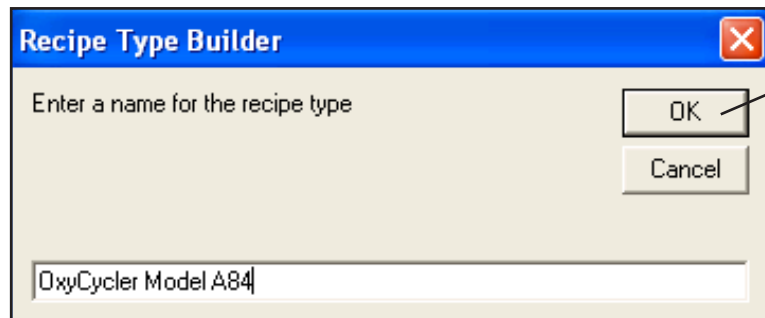 Recipe Type Builder
Enter a name for the recipe type
OK
Cancel
OxyCycler Model A84